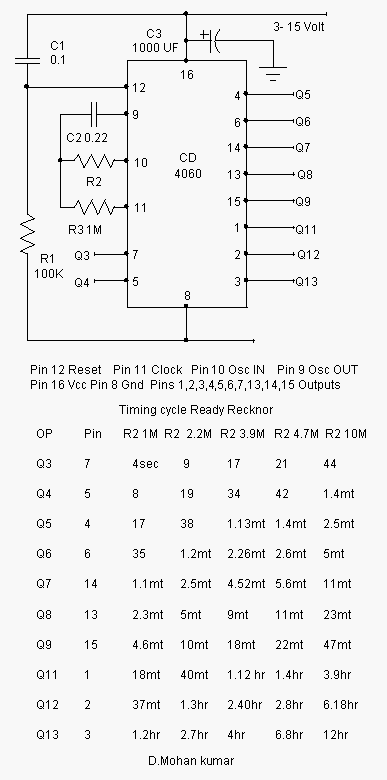 3- 15 Volt
C3
1000 UF
+
C1
0.1
16
12
4 Q5
9
6 Q6
C2 0.22
14 Q7
10
CD
4060
13 Q8
R2
15 Q9
11
1 Q11
R3 1M
R1
100K
Q3 7
2 Q12
Q4 5
3 Q13
8
Pin 12 Reset Pin 11 Clock Pin 10 Osc IN Pin 9 Osc OUT
Pin 16 Vcc Pin 8 Gnd Pins 1,2,3,4,5,6,7,13,14,15 Outputs
Timing cycle Ready Recknor
OP Pin R2 1M R2 2.2M R2 3.9M R2 4.7M R2 10M
Q3 7 4sec 9 17 21 44
Q4 5 8 19 34 42 1.4mt
Q5 4 17 38 1.13mt 1.4mt 2.5mt
Q6 6 35 1.2mt 2.26mt 2.6mt 5mt
Q7 14 1.1mt 2.5mt 4.52mt 5.6mt 11mt
Q8 13 2.3mt 5mt 9mt 11mt 23mt
Q9 15 4.6mt 10mt 18mt 22mt 47mt
Q11 1 18mt 40mt 1.12 hr 1.4hr 3.9hr
Q12 2 37mt 1.3hr 2.40hr 2.8hr 6.18hr
Q13 3 1.2hr 2.7hr 4hr 6.8hr 12hr
D.Mohan kumar